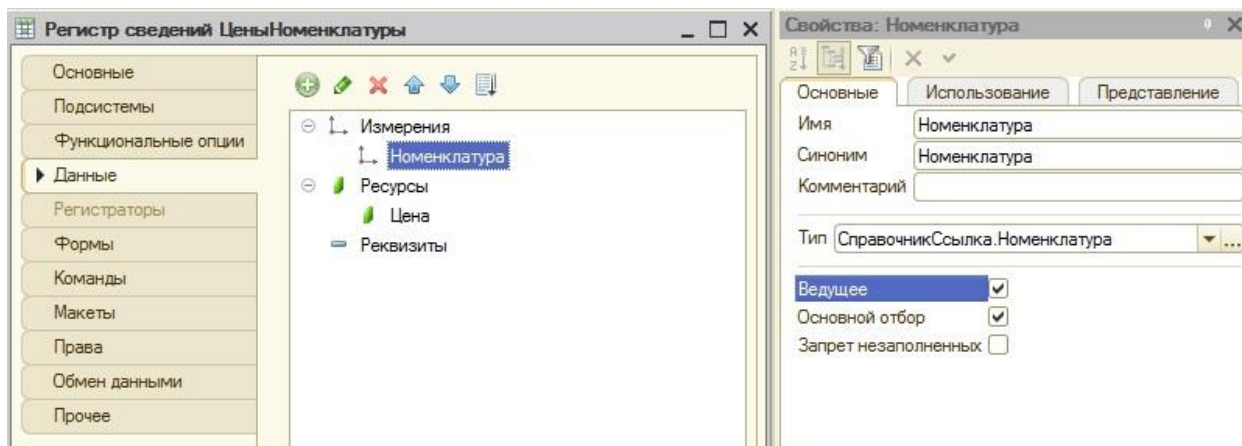 Регистр сведений ЦеныНоменклатуры
Основные
Подсистемы
Функциональные опции
Данные
Регистраторы
Формы
Команды
Макеты
Права
Обмен данными
Прочее
Измерения
Номенклатура
Ресурсы
Цена
Реквизиты
Свойства: Номенклатура
Основные Использование Представление
Имя Номенклатура
Синоним Номенклатура
Комментарий
Тип СправочникСсылка.Номенклатура
Ведущее
Основной отбор
Запрет незаполненных